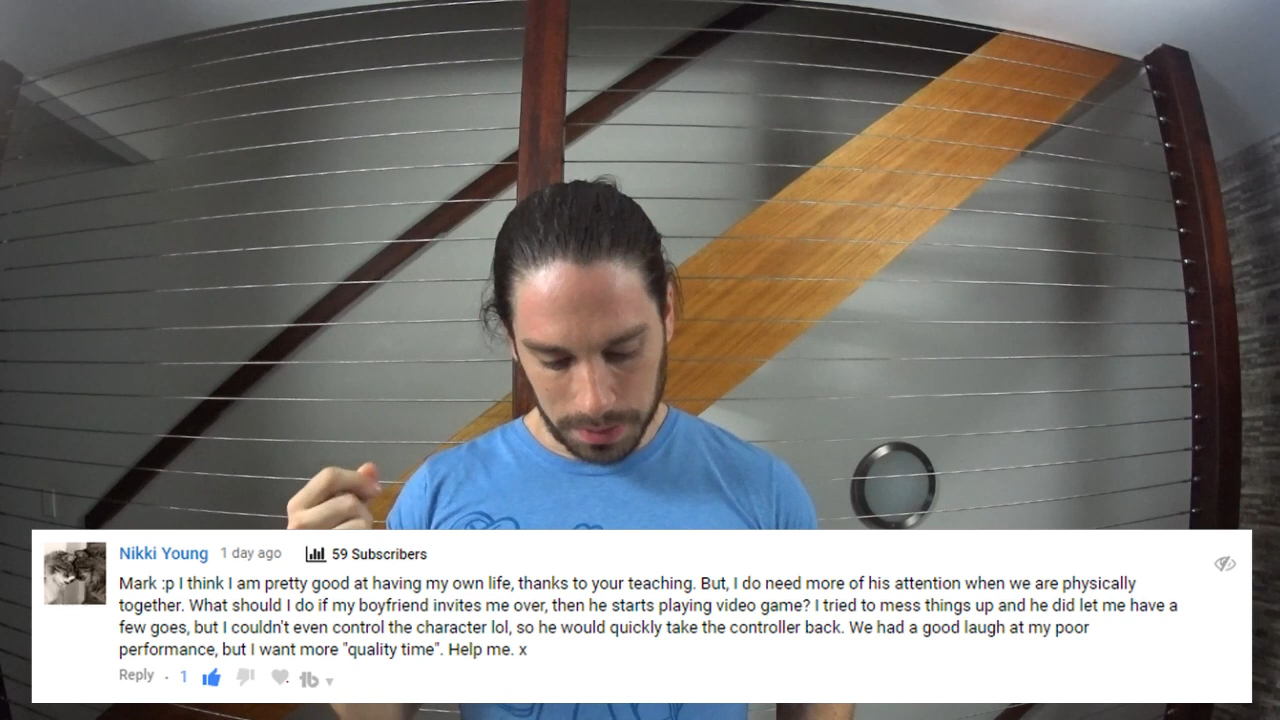 Nikki Young 1 day ago 59 Subscribers
Mark :p I think I am pretty good at having my own life, thanks to your teaching. But, I do need more of his attention when we are physically
together. What should I do if my boyfriend invites me over, then he starts playing video game? I tried to mess things up and he did let me have a
few goes, but I couldn't even control the character lol, so he would quickly take the controller back. We had a good laugh at my poor
performance, but I want more "quality time". Help me. x
Reply · 1